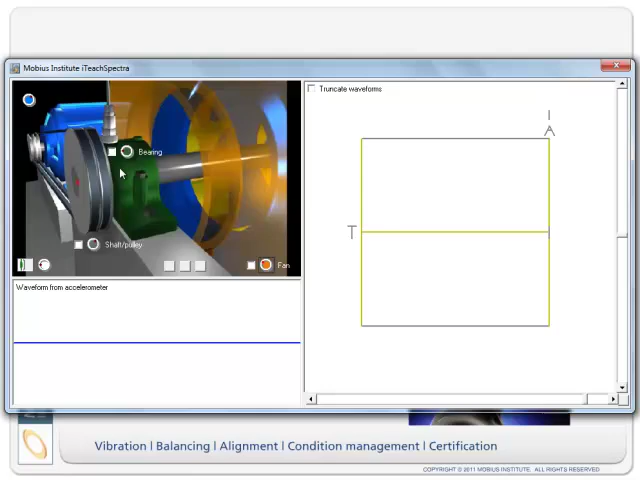 Mobius Institute iTeachSpectra
Truncate waveforms
A
T
Bearing
Shaft/pulley
Fan
Waveform from accelerometer
Vibration | Balancing | Alignment | Condition management | Certification
COPYRIGHT © 2011 MOBIUS INSTITUTE. ALL RIGHTS RESERVED